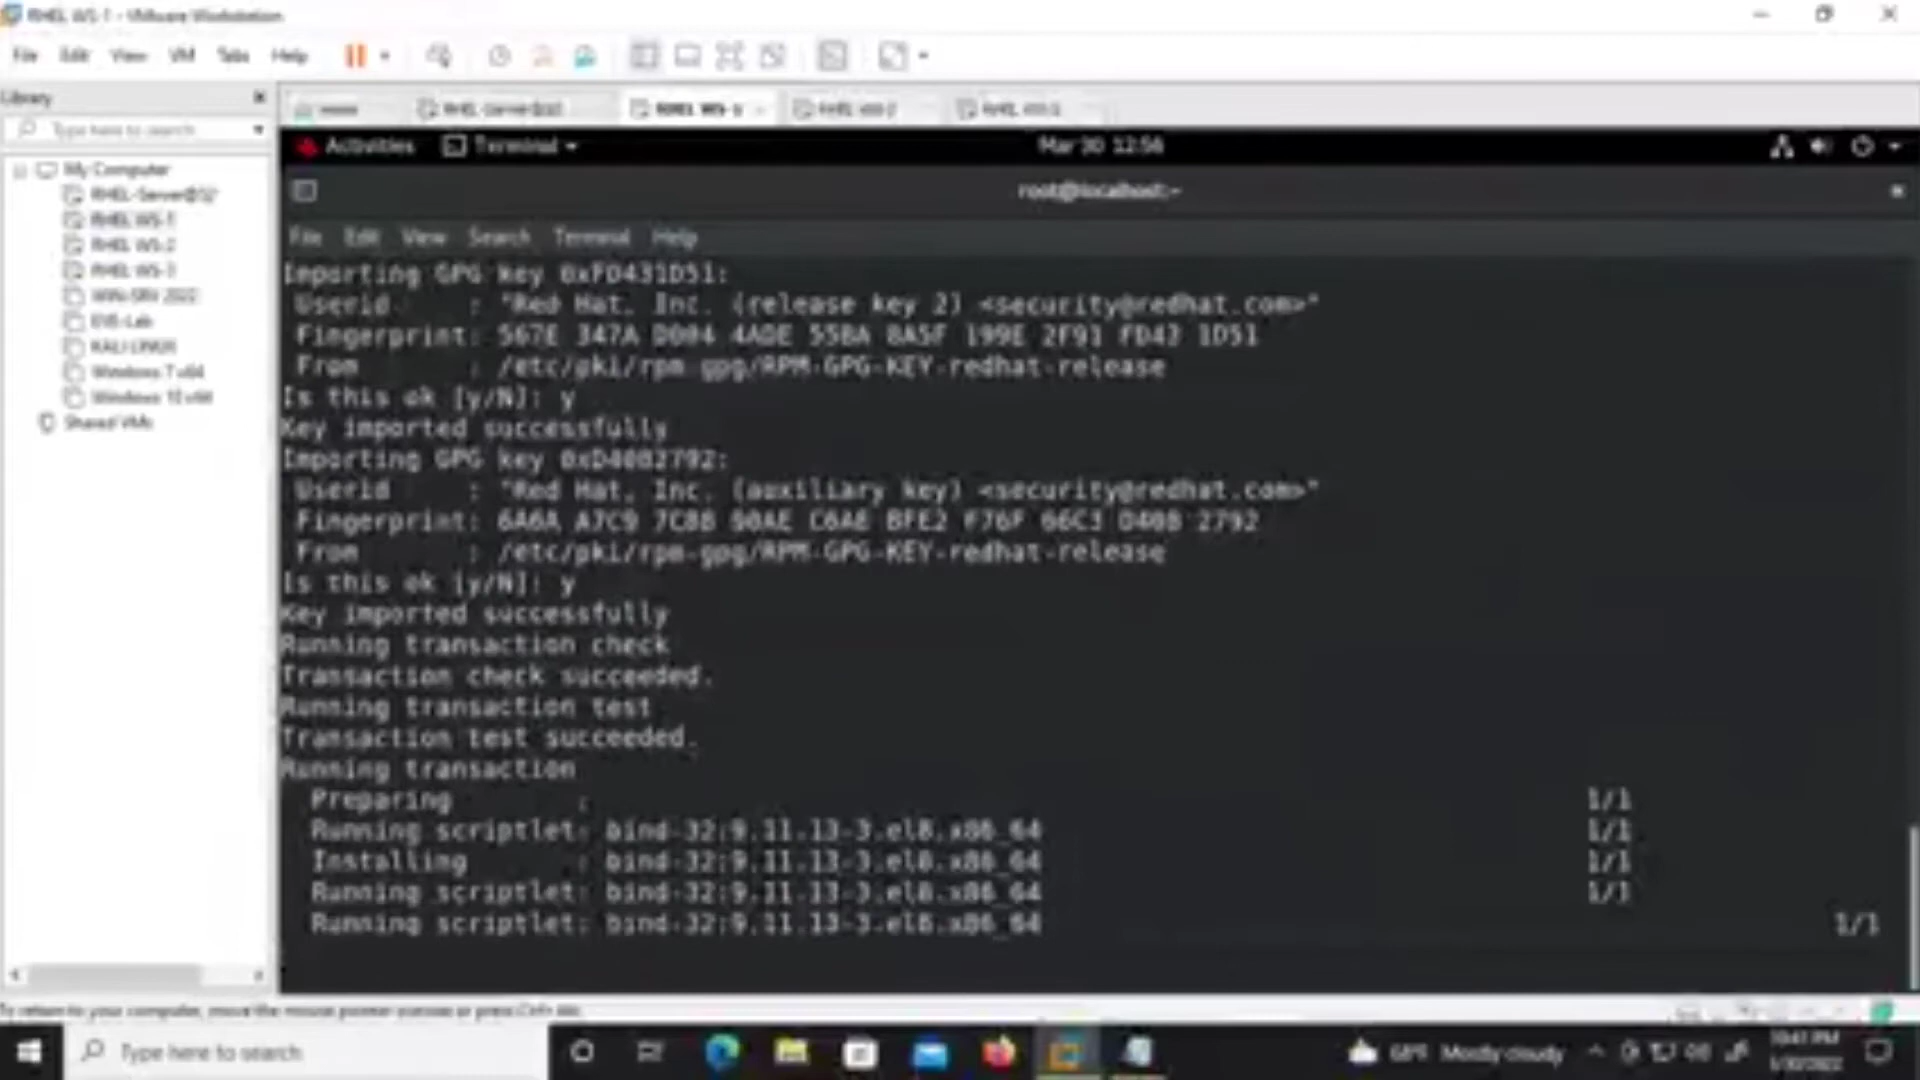 RHEL WS-1 - VMware Workstation
File Edit View VM Tabs Help
Library
Type here to search
My Computer
RHEL-Server@52
RHEL WS-1
RHEL WS-2
RHEL WS-3
WIN-SRV 2022
KALI LINUX
Windows 7 x64
Windows 10 x64
Shared VMs
RHEL WS-1
Activities Terminal Mar 30 12:56
root@localhost:~
File Edit View Search Terminal Help
Importing GPG key 0xFD431D51:
Userid : "Red Hat, Inc. (release key 2) <security@redhat.com>"
Fingerprint: 567E 347A D004 4ADE 55BA 8A5F 199E 2F91 FD43 1D51
From : /etc/pki/rpm-gpg/RPM-GPG-KEY-redhat-release
Is this ok [y/N]: y
Key imported successfully
Importing GPG key 0xD4082792:
Userid : "Red Hat, Inc. (auxiliary key) <security@redhat.com>"
Fingerprint: 6A6A A7C9 7C88 90AE C6AE BFE2 F76F 66C3 D408 2792
From : /etc/pki/rpm-gpg/RPM-GPG-KEY-redhat-release
Is this ok [y/N]: y
Key imported successfully
Running transaction check
Transaction check succeeded.
Running transaction test
Transaction test succeeded.
Running transaction
Preparing : 1/1
Running scriptlet: bind-32:9.11.13-3.el8.x86_64 1/1
Installing : bind-32:9.11.13-3.el8.x86_64 1/1
Running scriptlet: bind-32:9.11.13-3.el8.x86_64 1/1
Running scriptlet: bind-32:9.11.13-3.el8.x86_64 1/1
To return to your computer, move the mouse pointer outside or press Ctrl+Alt.
Type here to search
68°F Mostly cloudy